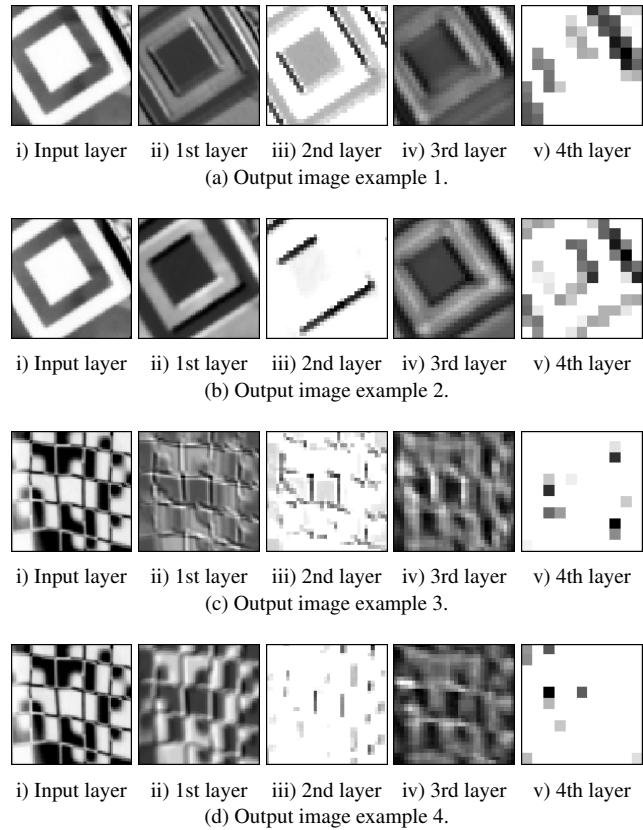 i) Input layer ii) 1st layer iii) 2nd layer iv) 3rd layer v) 4th layer
(a) Output image example 1.
i) Input layer ii) 1st layer iii) 2nd layer iv) 3rd layer v) 4th layer
(b) Output image example 2.
i) Input layer ii) 1st layer iii) 2nd layer iv) 3rd layer v) 4th layer
(c) Output image example 3.
i) Input layer ii) 1st layer iii) 2nd layer iv) 3rd layer v) 4th layer
(d) Output image example 4.